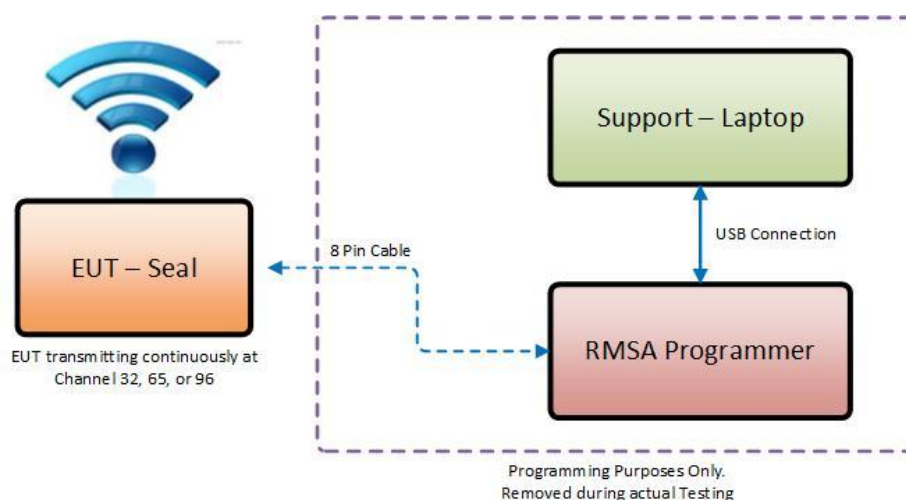 Support – Laptop
USB Connection
8 Pin Cable
EUT – Seal
RMSA Programmer
EUT transmitting continuously at
Channel 32, 65, or 96
Programming Purposes Only.
Removed during actual Testing